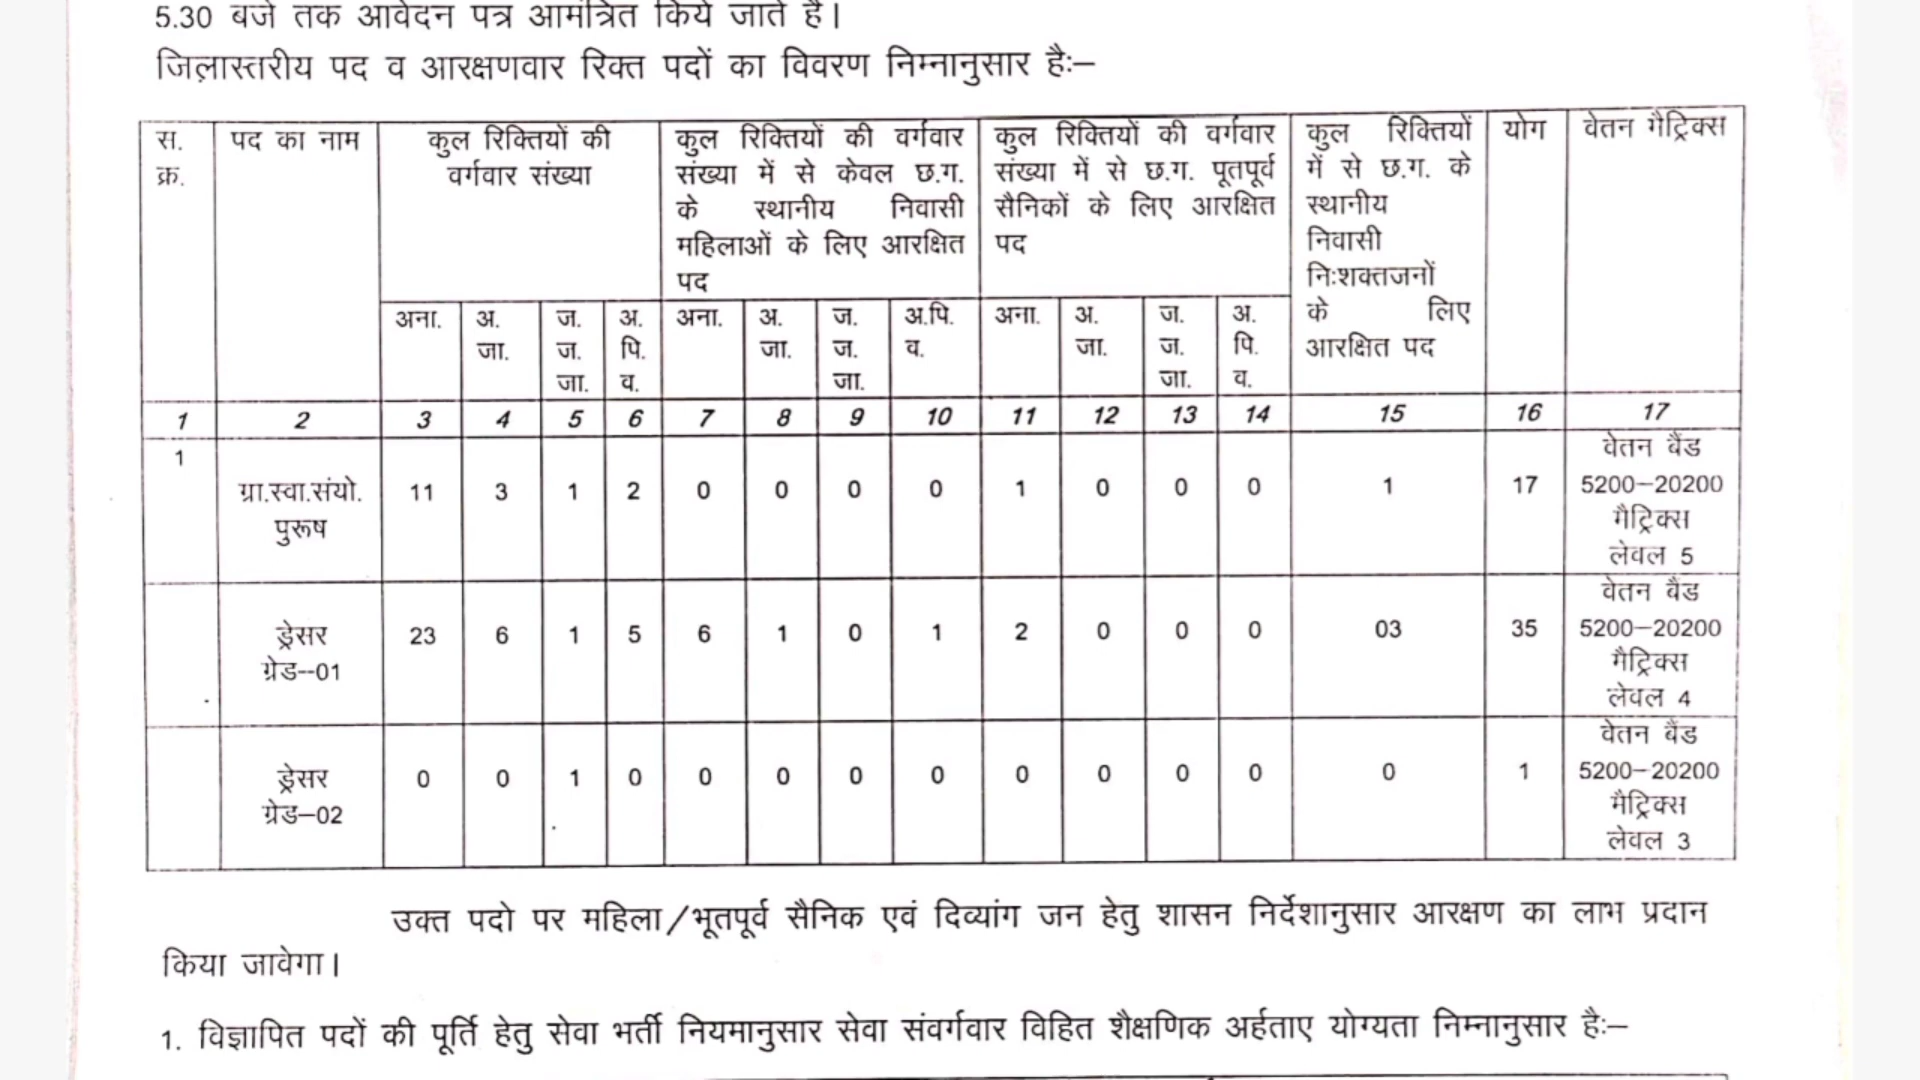 5.30 बजे तक आवेदन पत्र आमंत्रित किये जाते है।
जिलास्तरीय पद व आरक्षणवार रिक्त पदों का विवरण निम्नानुसार हैः–
स. क्र. पद का नाम कुल रिक्तियों की वर्गवार संख्या कुल रिक्तियों की वर्गवार संख्या में से केवल छ.ग. के स्थानीय निवासी महिलाओं के लिए आरक्षित पद कुल रिक्तियों की वर्गवार संख्या में से छ.ग. पूतपूर्व सैनिकों के लिए आरक्षित पद कुल रिक्तियों में से छ.ग. के स्थानीय निवासी निःशक्तजनों के लिए आरक्षित पद योग वेतन गैट्रिक्स
अना. अ. जा. ज. ज. जा. अ. पि. व. अना. अ. जा. ज. ज. जा. अ.पि. व. अना. अ. जा. ज. ज. जा. अ. पि. व.
1 2 3 4 5 6 7 8 9 10 11 12 13 14 15 16 17
1 ग्रा.स्वा.संयो. पुरूष 11 3 1 2 0 0 0 0 1 0 0 0 1 17 वेतन बैंड 5200–20200 गैट्रिक्स लेवल 5
ड्रेसर ग्रेड--01 23 6 1 5 6 1 0 1 2 0 0 0 03 35 वेतन बैंड 5200–20200 गैट्रिक्स लेवल 4
ड्रेसर ग्रेड–02 0 0 1 0 0 0 0 0 0 0 0 0 0 1 वेतन बैंड 5200–20200 मैट्रिक्स लेवल 3
उक्त पदो पर महिला/भूतपूर्व सैनिक एवं दिव्यांग जन हेतु शासन निर्देशानुसार आरक्षण का लाभ प्रदान
किया जावेगा।
1. विज्ञापित पदों की पूर्ति हेतु सेवा भर्ती नियमानुसार सेवा संवर्गवार विहित शैक्षणिक अर्हताए योग्यता निम्नानुसार हैः–